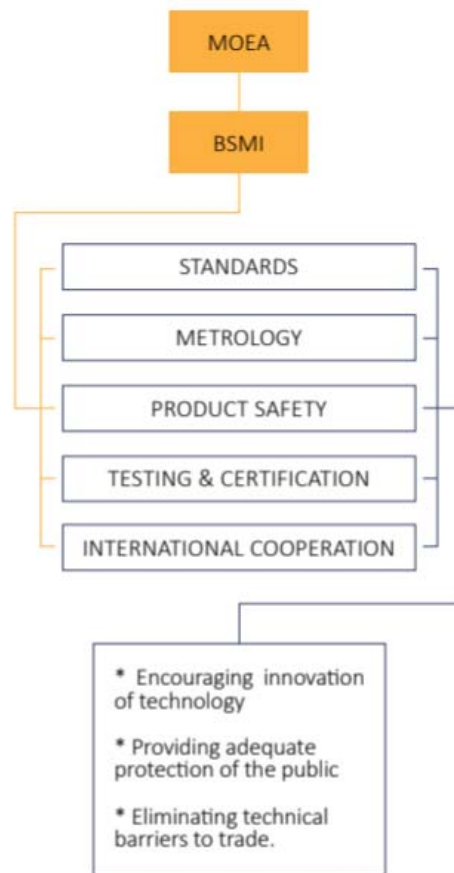 MOEA
BSMI
STANDARDS
METROLOGY
PRODUCT SAFETY
TESTING & CERTIFICATION
INTERNATIONAL COOPERATION
* Encouraging innovation
of technology
* Providing adequate
protection of the public
* Eliminating technical
barriers to trade.